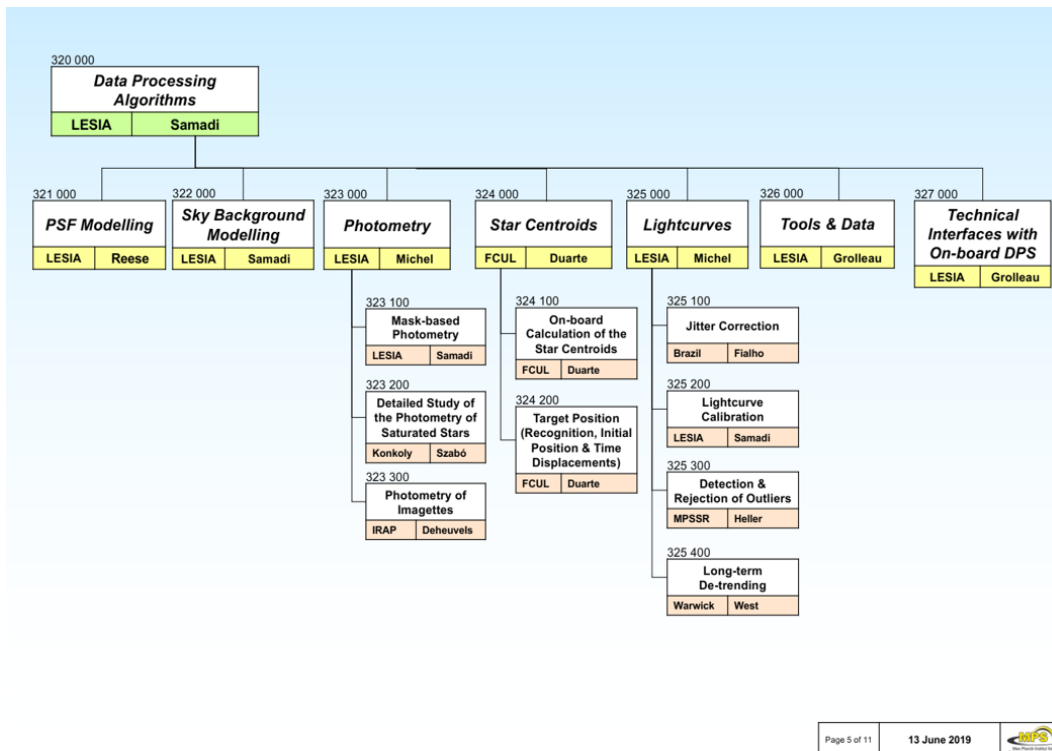 320 000
Data Processing
Algorithms
LESIA Samadi
321 000
PSF Modelling
LESIA Reese
322 000
Sky Background
Modelling
LESIA Samadi
323 000
Photometry
LESIA Michel
324 000
Star Centroids
FCUL Duarte
325 000
Lightcurves
LESIA Michel
326 000
Tools & Data
LESIA Grolleau
327 000
Technical
Interfaces with
On-board DPS
LESIA Grolleau
323 100
Mask-based
Photometry
LESIA Samadi
323 200
Detailed Study of
the Photometry of
Saturated Stars
Konkoly Szabó
323 300
Photometry of
Imagettes
IRAP Deheuvels
324 100
On-board
Calculation of the
Star Centroids
FCUL Duarte
324 200
Target Position
(Recognition, Initial
Position & Time
Displacements)
FCUL Duarte
325 100
Jitter Correction
Brazil Fialho
325 200
Lightcurve
Calibration
LESIA Samadi
325 300
Detection &
Rejection of Outliers
MPSSR Heller
325 400
Long-term
De-trending
Warwick West
Page 5 of 11
13 June 2019
MPS